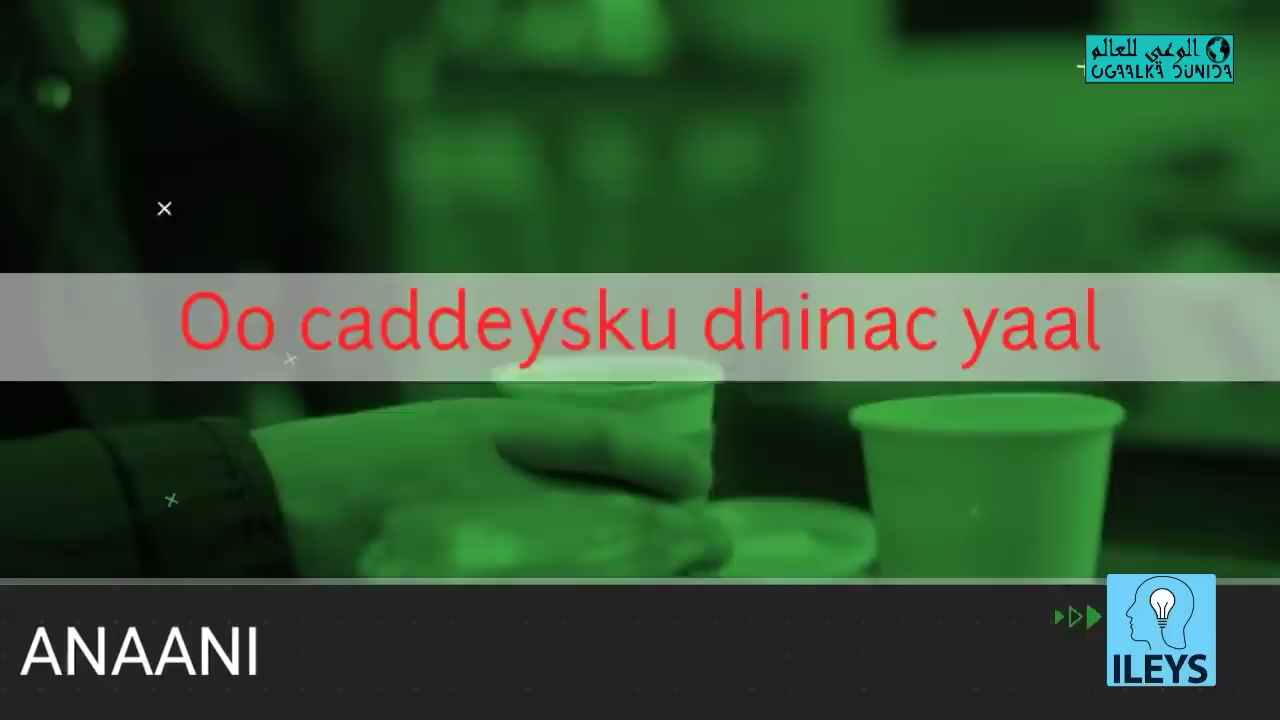 الوعي للعالم
OGAALKA DUNIDA
Oo caddeysku dhinac yaal
ANAANI
ILEYS